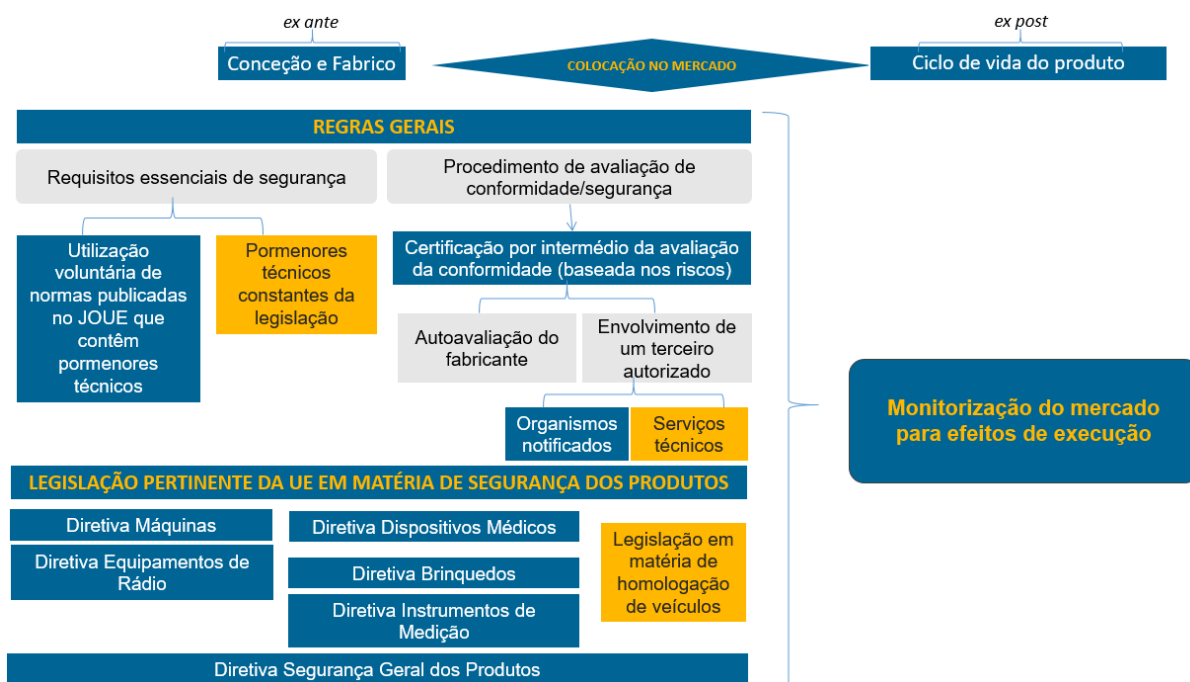 ex ante
ex post
Conceção e Fabrico
COLOCAÇÃO NO MERCADO
Ciclo de vida do produto
REGRAS GERAIS
Requisitos essenciais de segurança
Procedimento de avaliação de
conformidade/segurança
Utilização
voluntária de
normas publicadas
no JOUE que
contêm
pormenores
técnicos
Pormenores
técnicos
constantes da
legislação
Certificação por intermédio da avaliação
da conformidade (baseada nos riscos)
Autoavaliação do
fabricante
Envolvimento de
um terceiro
autorizado
Organismos
notificados
Serviços
técnicos
Monitorização do mercado
para efeitos de execução
LEGISLAÇÃO PERTINENTE DA UE EM MATÉRIA DE SEGURANÇA DOS PRODUTOS
Diretiva Máquinas
Diretiva Equipamentos de
Rádio
Diretiva Dispositivos Médicos
Diretiva Brinquedos
Diretiva Instrumentos de
Medição
Legislação em
matéria de
homologação
de veículos
Diretiva Segurança Geral dos Produtos